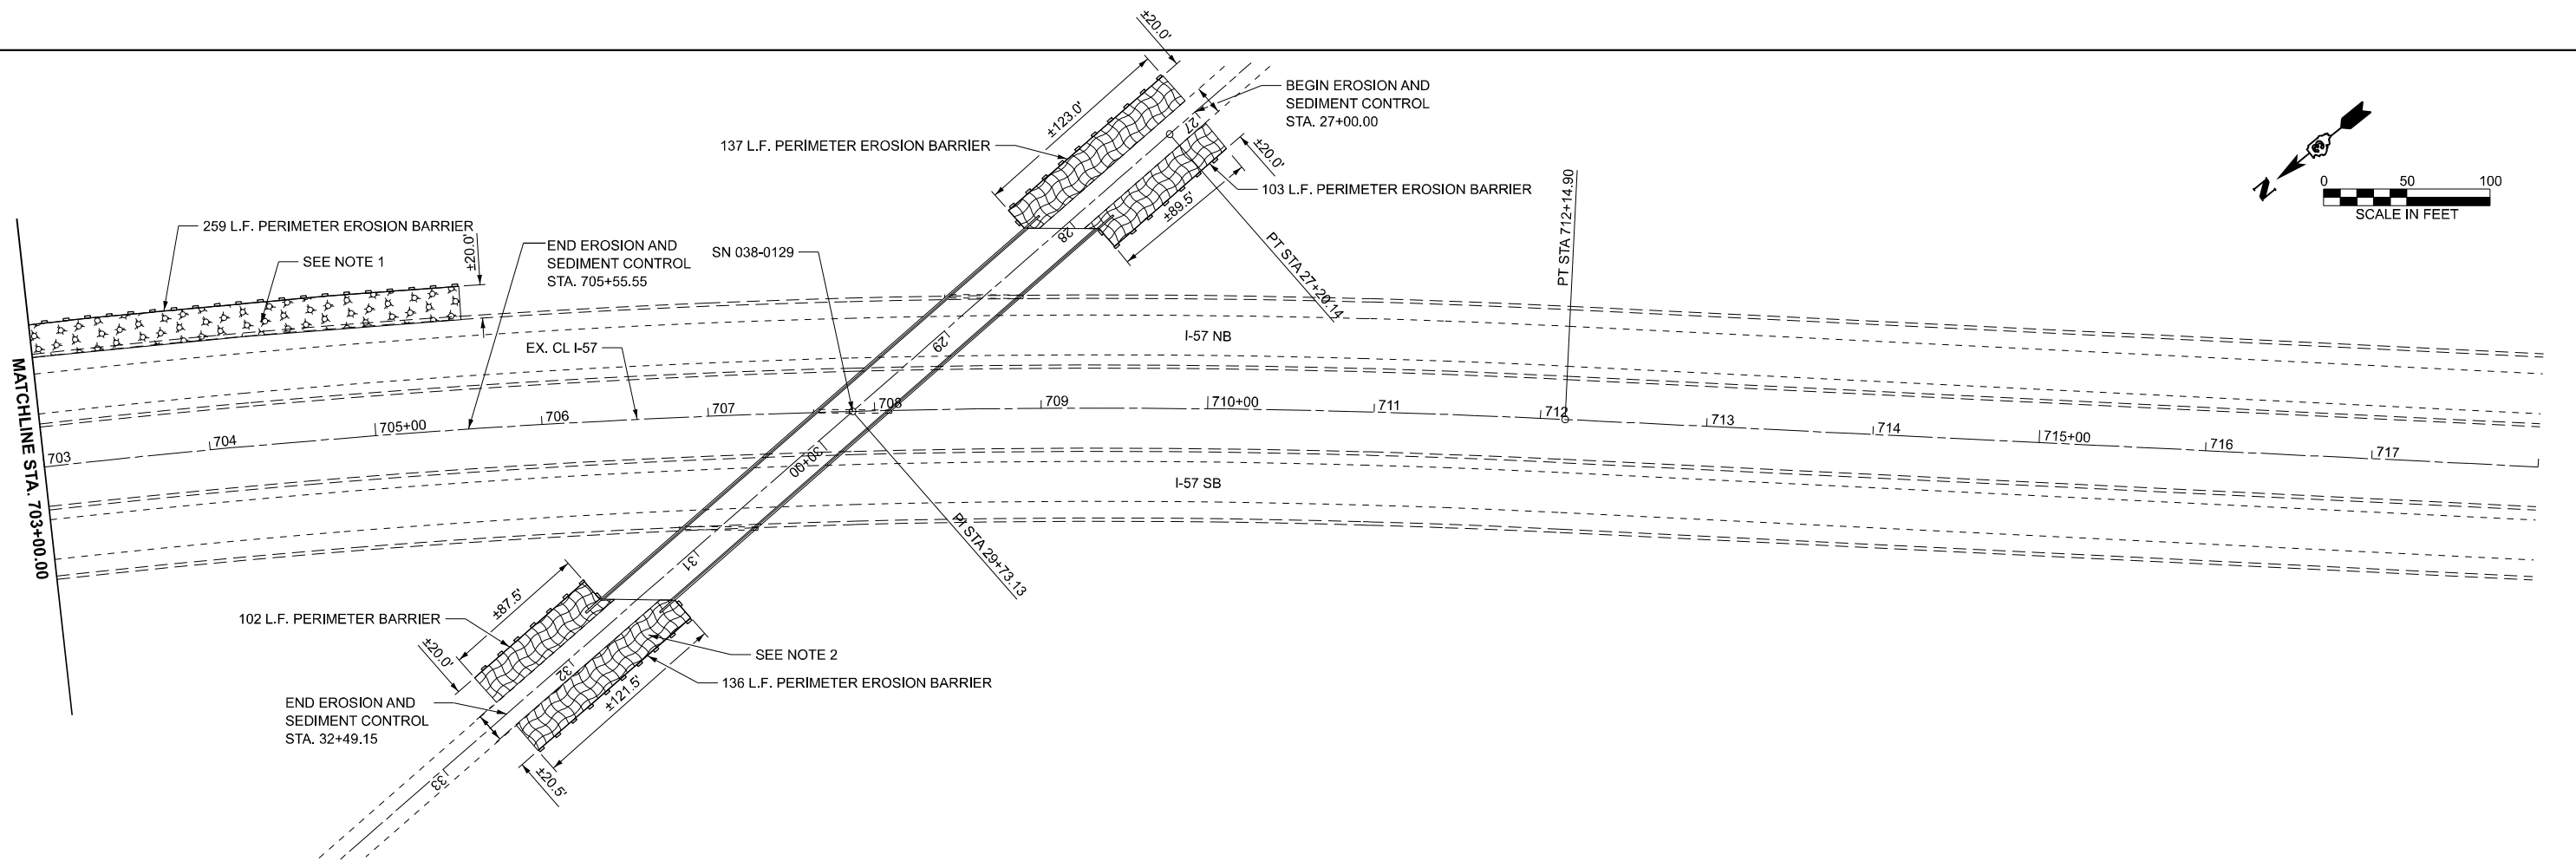 ±20.0'
±123.0'
BEGIN EROSION AND
SEDIMENT CONTROL
STA. 27+00.00
27
137 L.F. PERIMETER EROSION BARRIER
±20.0'
103 L.F. PERIMETER EROSION BARRIER
±89.5'
PT STA 712+14.90
N
0 50 100
SCALE IN FEET
259 L.F. PERIMETER EROSION BARRIER
±20.0'
SEE NOTE 1
END EROSION AND
SEDIMENT CONTROL
STA. 705+55.55
SN 038-0129
28
PT STA 27+20.14
EX. CL I-57
29
I-57 NB
MATCHLINE STA. 703+00.00
703
704
705+00
706
707
708
709
710+00
711
712
713
714
715+00
716
717
30+00
I-57 SB
PI STA 29+73.13
31
±87.5'
102 L.F. PERIMETER BARRIER
±20.0'
32
SEE NOTE 2
136 L.F. PERIMETER EROSION BARRIER
±121.5'
END EROSION AND
SEDIMENT CONTROL
STA. 32+49.15
±20.5'
33